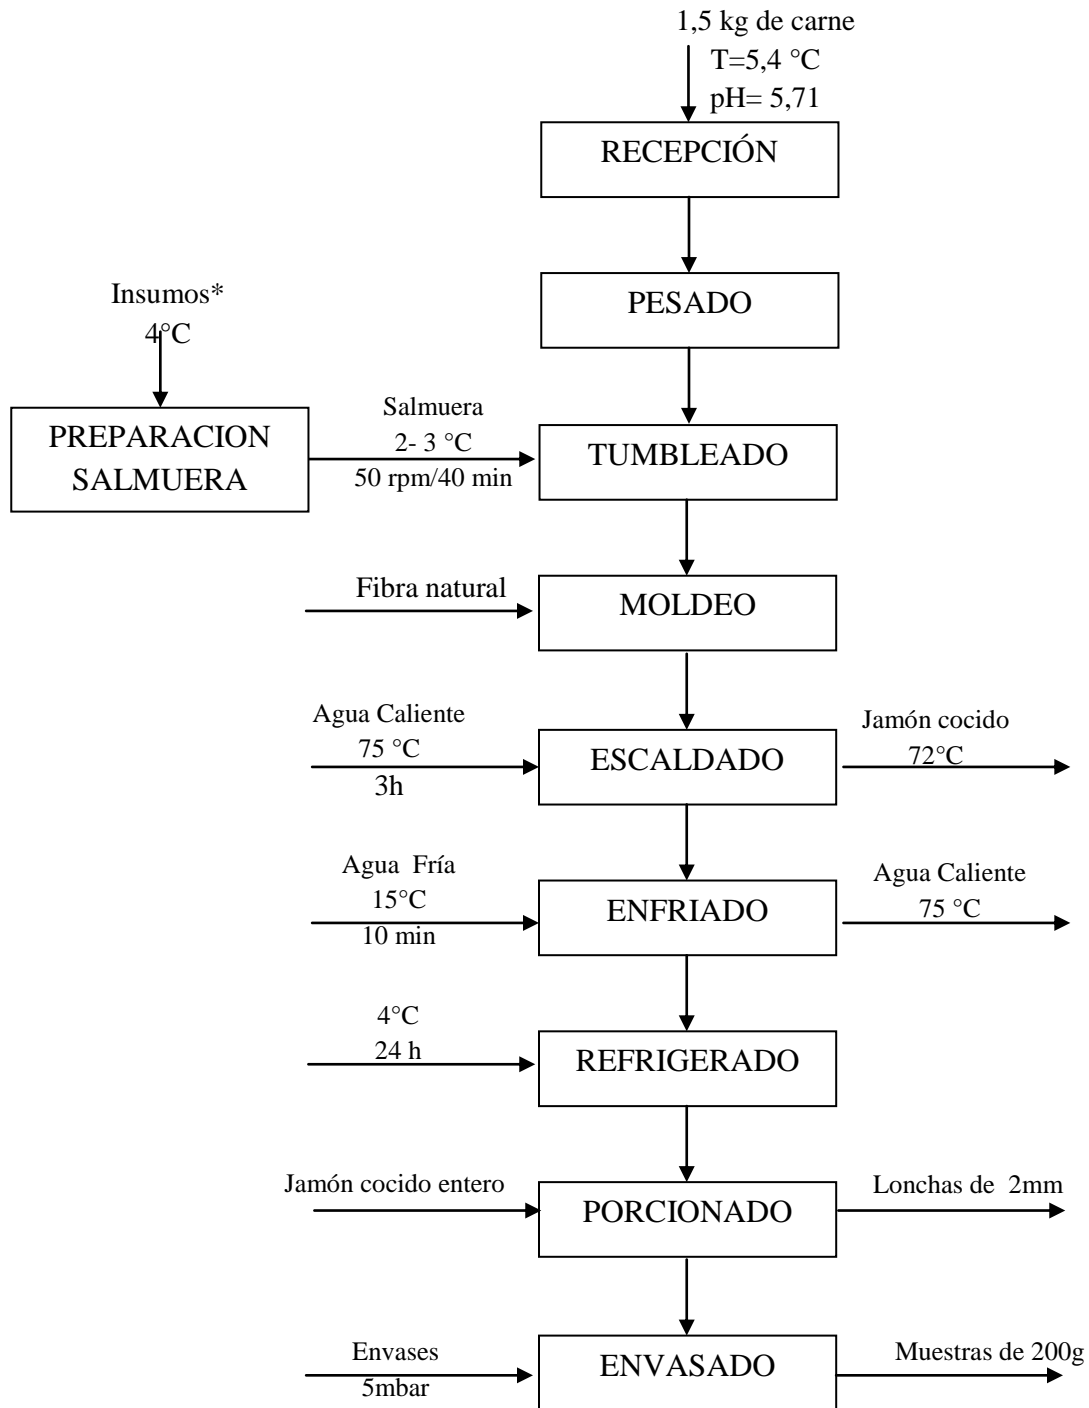 1,5 kg de carne
T=5,4 °C
pH= 5,71
RECEPCIÓN
PESADO
Insumos*
4°C
PREPARACION
SALMUERA
Salmuera
2- 3 °C
50 rpm/40 min
TUMBLEADO
Fibra natural
MOLDEO
Agua Caliente
75 °C
3h
ESCALDADO
Jamón cocido
72°C
Agua  Fría
15°C
10 min
ENFRIADO
Agua Caliente
75 °C
4°C
24 h
REFRIGERADO
Jamón cocido entero
PORCIONADO
Lonchas de  2mm
Envases
5mbar
ENVASADO
Muestras de 200g